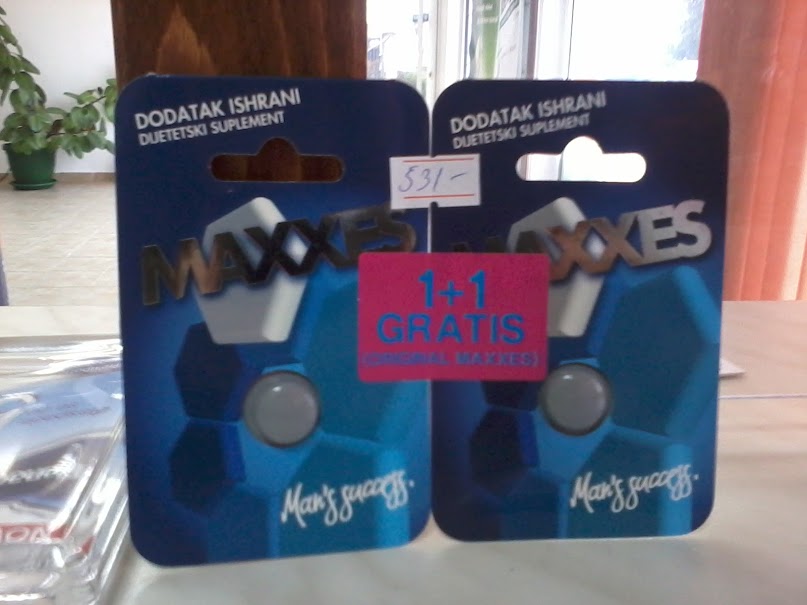 DODATAK ISHRANI
DIJETETSKI SUPLEMENT
MAXXES
Man's success.
531-
1+1
GRATIS
(ORIGINAL MAXXES)
DODATAK ISHRANI
DIJETETSKI SUPLEMENT
MAXXES
Man's success.